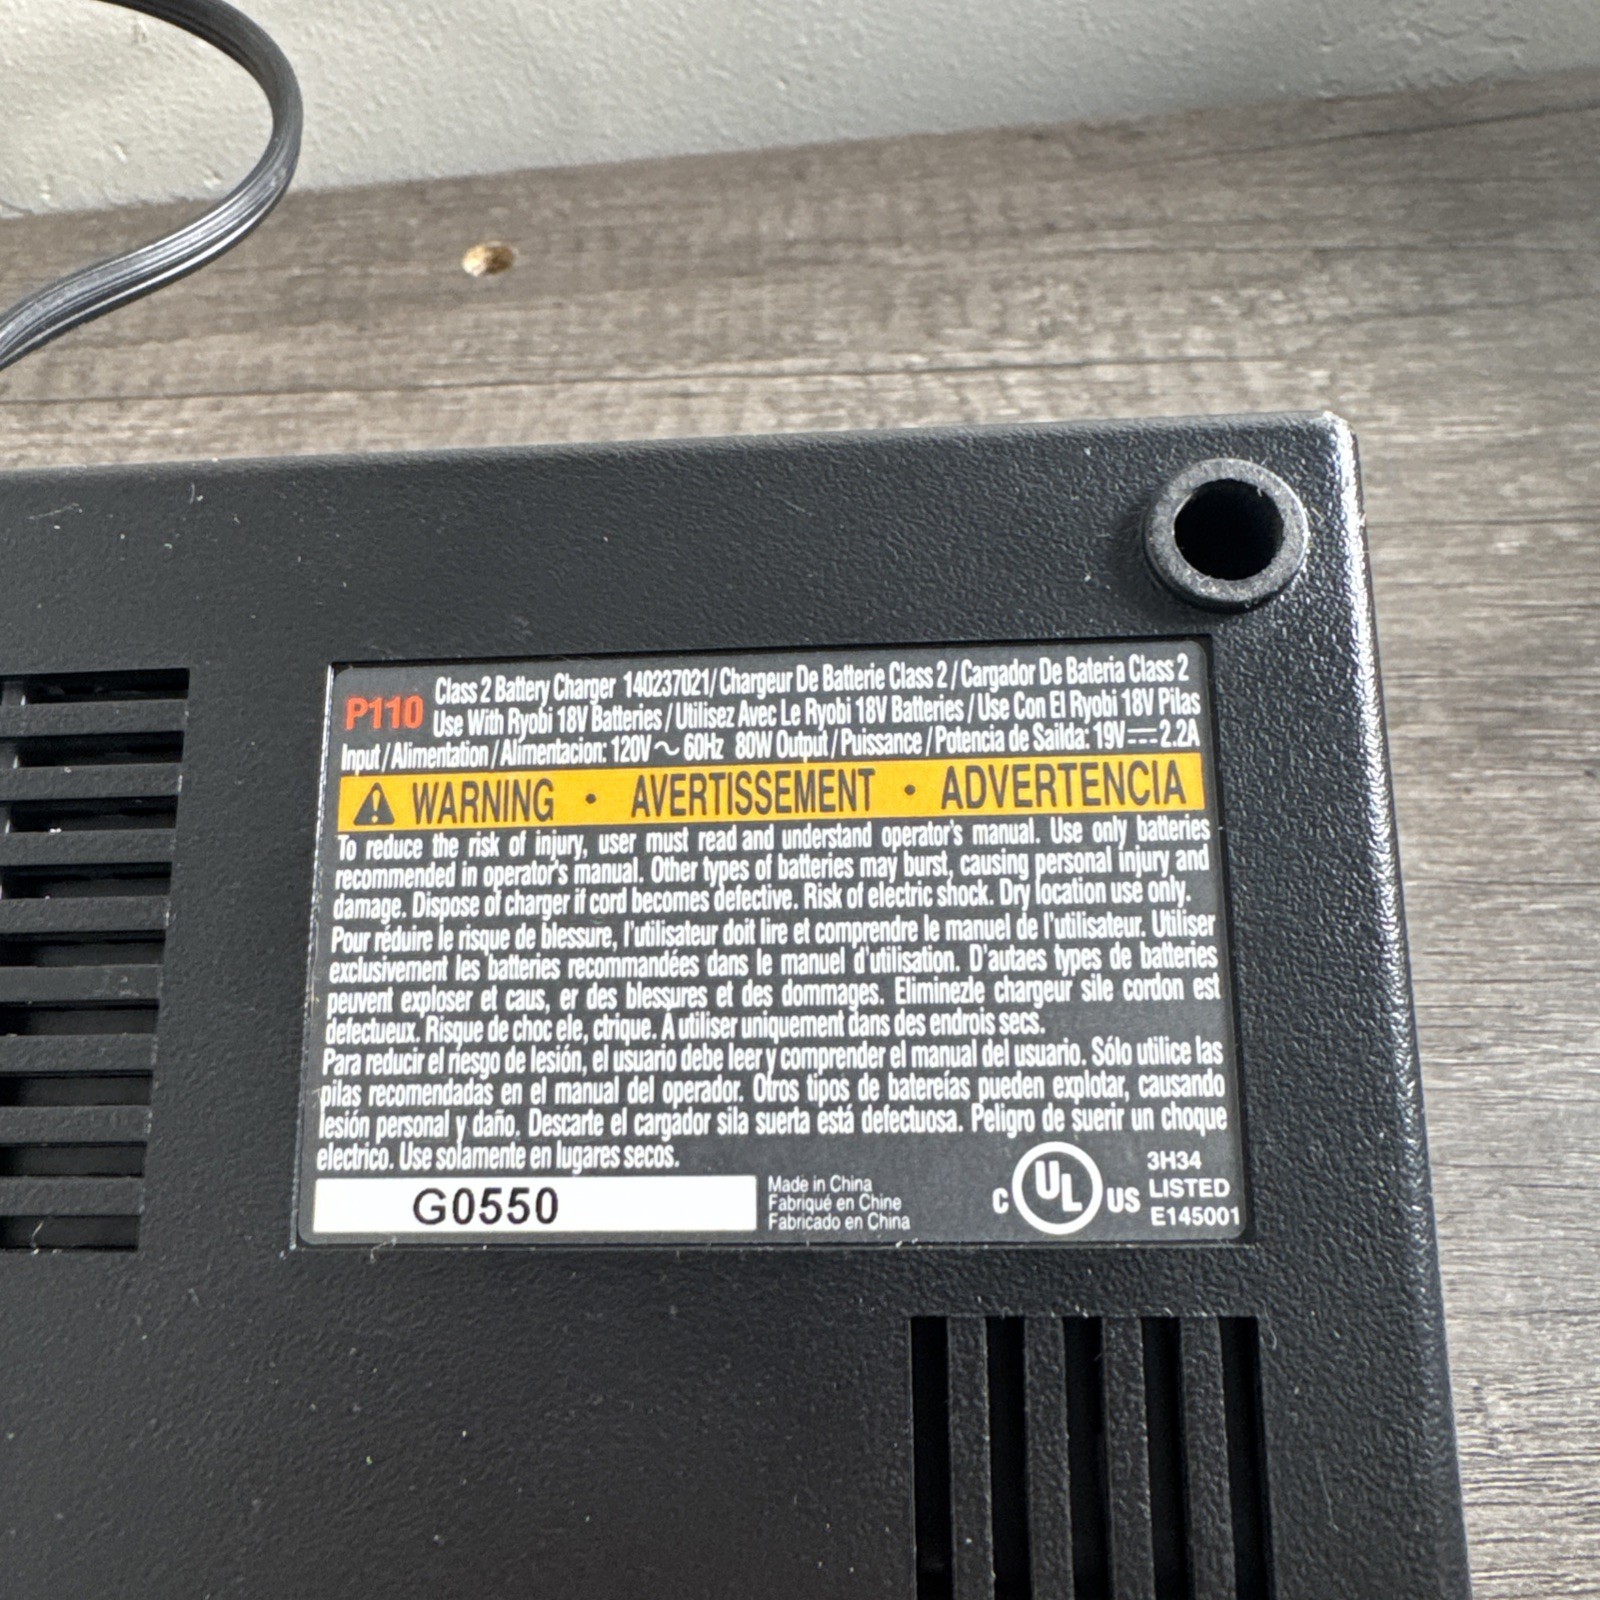 P110 Class 2 Battery Charger 140237021/Chargeur De Batterie Class 2/Cargador De Bateria Class 2
Use With Ryobi 18V Batteries/Utilisez Avec Le Ryobi 18V Batteries/Use Con El Ryobi 18V Pilas
Input/Alimentation/Alimentacion: 120V~60Hz 80W Output/Puissance/Potencia de Sailda: 19V⎓2.2A
WARNING · AVERTISSEMENT · ADVERTENCIA
To reduce the risk of injury, user must read and understand operator's manual. Use only batteries
recommended in operator's manual. Other types of batteries may burst, causing personal injury and
damage. Dispose of charger if cord becomes defective. Risk of electric shock. Dry location use only.
Pour réduire le risque de blessure, l'utilisateur doit lire et comprendre le manuel de l'utilisateur. Utiliser
exclusivement les batteries recommandées dans le manuel d'utilisation. D'autaes types de batteries
peuvent exploser et caus, er des blessures et des dommages. Eliminezle chargeur sile cordon est
defectueux. Risque de choc ele, ctrique. A utiliser uniquement dans des endrois secs.
Para reducir el riesgo de lesión, el usuario debe leer y comprender el manual del usuario. Sólo utilice las
pilas recomendadas en el manual del operador. Otros tipos de batereías pueden explotar, causando
lesión personal y daño. Descarte el cargador sila suerta está defectuosa. Peligro de suerir un choque
electrico. Use solamente en lugares secos.
G0550
Made in China
Fabriqué en Chine
Fabricado en China
C UL US
3H34
LISTED
E145001